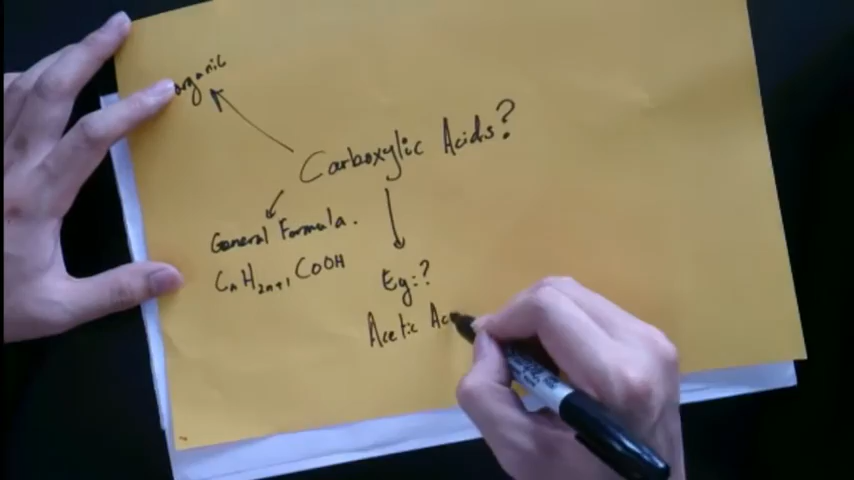 organic
Carboxylic Acids?
General Formula.
CnH2n+1COOH
Eg:?
Acetic Ac